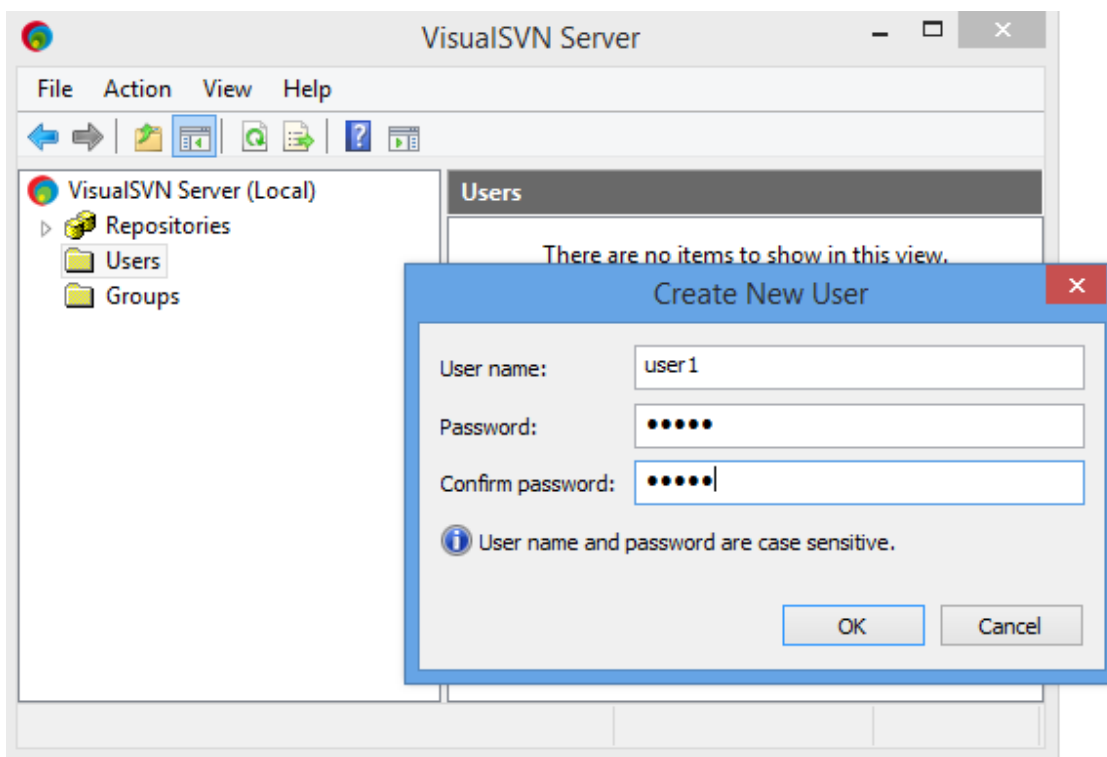 VisualSVN Server
File Action View Help
VisualSVN Server (Local)
Repositories
Users
Groups
Users
There are no items to show in this view.
Create New User
User name:
user1
Password:
•••••
Confirm password:
•••••
User name and password are case sensitive.
OK Cancel